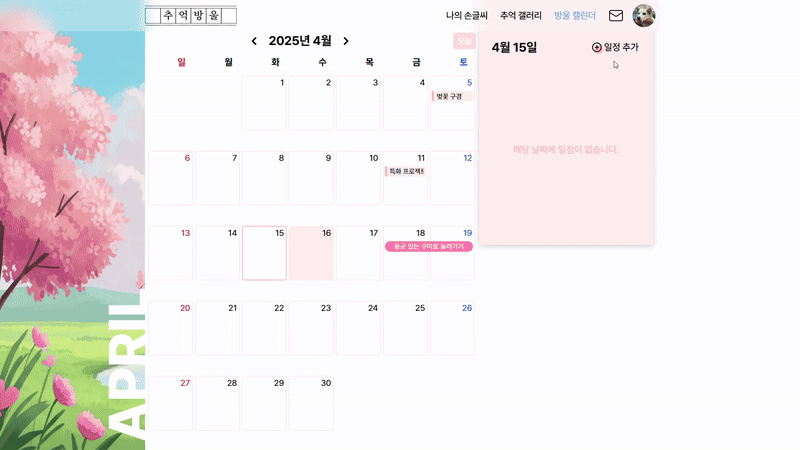 추억방울
나의 손글씨 추억 갤러리 방울 캘린더
2025년 4월
오늘
일 월 화 수 목 금 토
1 2 3 4 5
벚꽃 구경
6 7 8 9 10 11 12
특화 프로젝트
13 14 15 16 17 18 19
동균 있는 구미로 놀러가기
20 21 22 23 24 25 26
27 28 29 30
4월 15일
일정 추가
해당 날짜에 일정이 없습니다.
APRIL